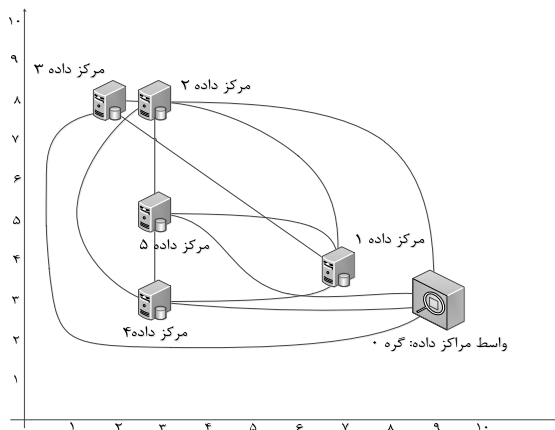 ۱۰
۹
مرکز داده ۳
مرکز داده ۲
۸
۷
۶
۵
مرکز داده ۵
مرکز داده ۱
۴
۳
مرکز داده۴
واسط مراکز داده: گره ۰
۲
۱
۱ ۲ ۳ ۴ ۵ ۶ ۷ ۸ ۹ ۱۰